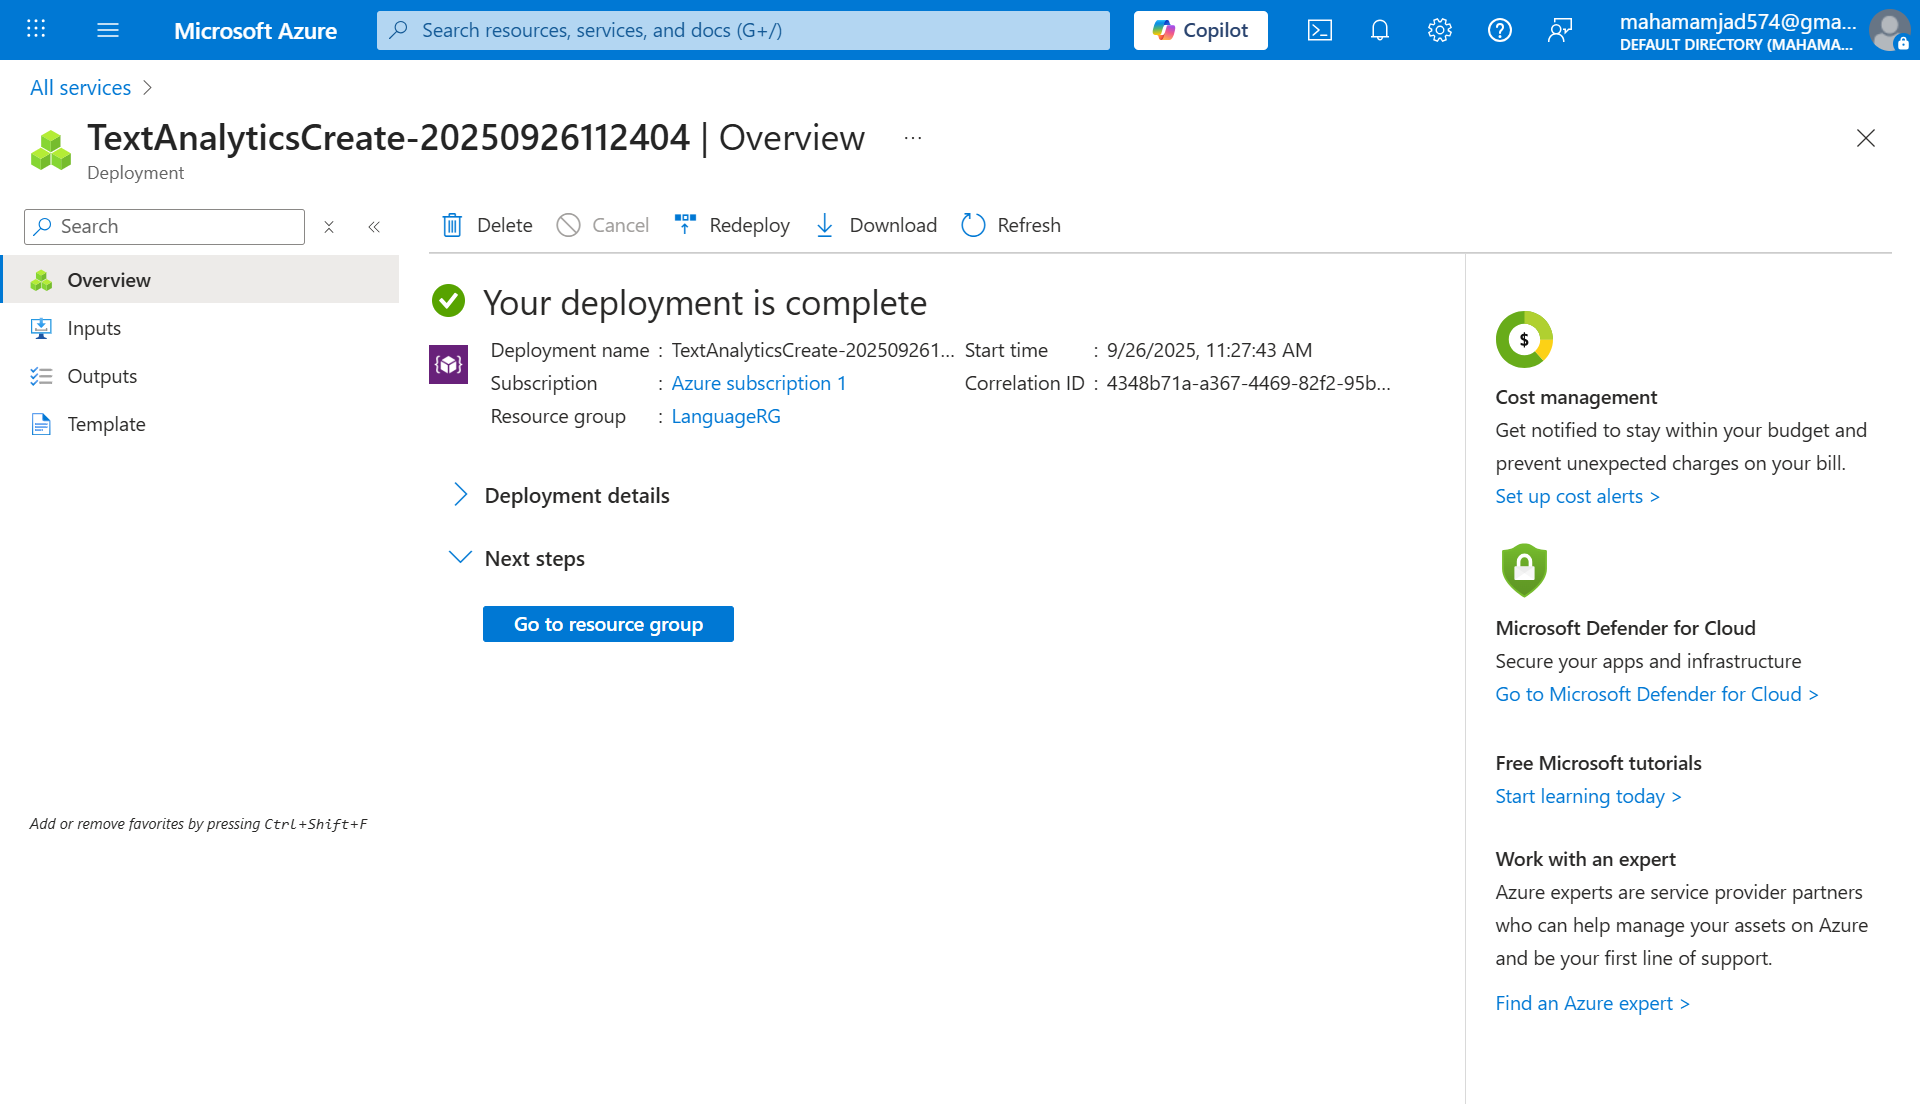 Microsoft Azure
Search resources, services, and docs (G+/)
Copilot
mahamamjad574@gma...
DEFAULT DIRECTORY (MAHAMA...
All services
TextAnalyticsCreate-20250926112404 | Overview
Deployment
Search
Delete
Cancel
Redeploy
Download
Refresh
Overview
Inputs
Outputs
Template
Add or remove favorites by pressing Ctrl+Shift+F
Your deployment is complete
Deployment name : TextAnalyticsCreate-202509261...
Subscription : Azure subscription 1
Resource group : LanguageRG
Start time : 9/26/2025, 11:27:43 AM
Correlation ID : 4348b71a-a367-4469-82f2-95b...
Deployment details
Next steps
Go to resource group
Cost management
Get notified to stay within your budget and
prevent unexpected charges on your bill.
Set up cost alerts >
Microsoft Defender for Cloud
Secure your apps and infrastructure
Go to Microsoft Defender for Cloud >
Free Microsoft tutorials
Start learning today >
Work with an expert
Azure experts are service provider partners
who can help manage your assets on Azure
and be your first line of support.
Find an Azure expert >